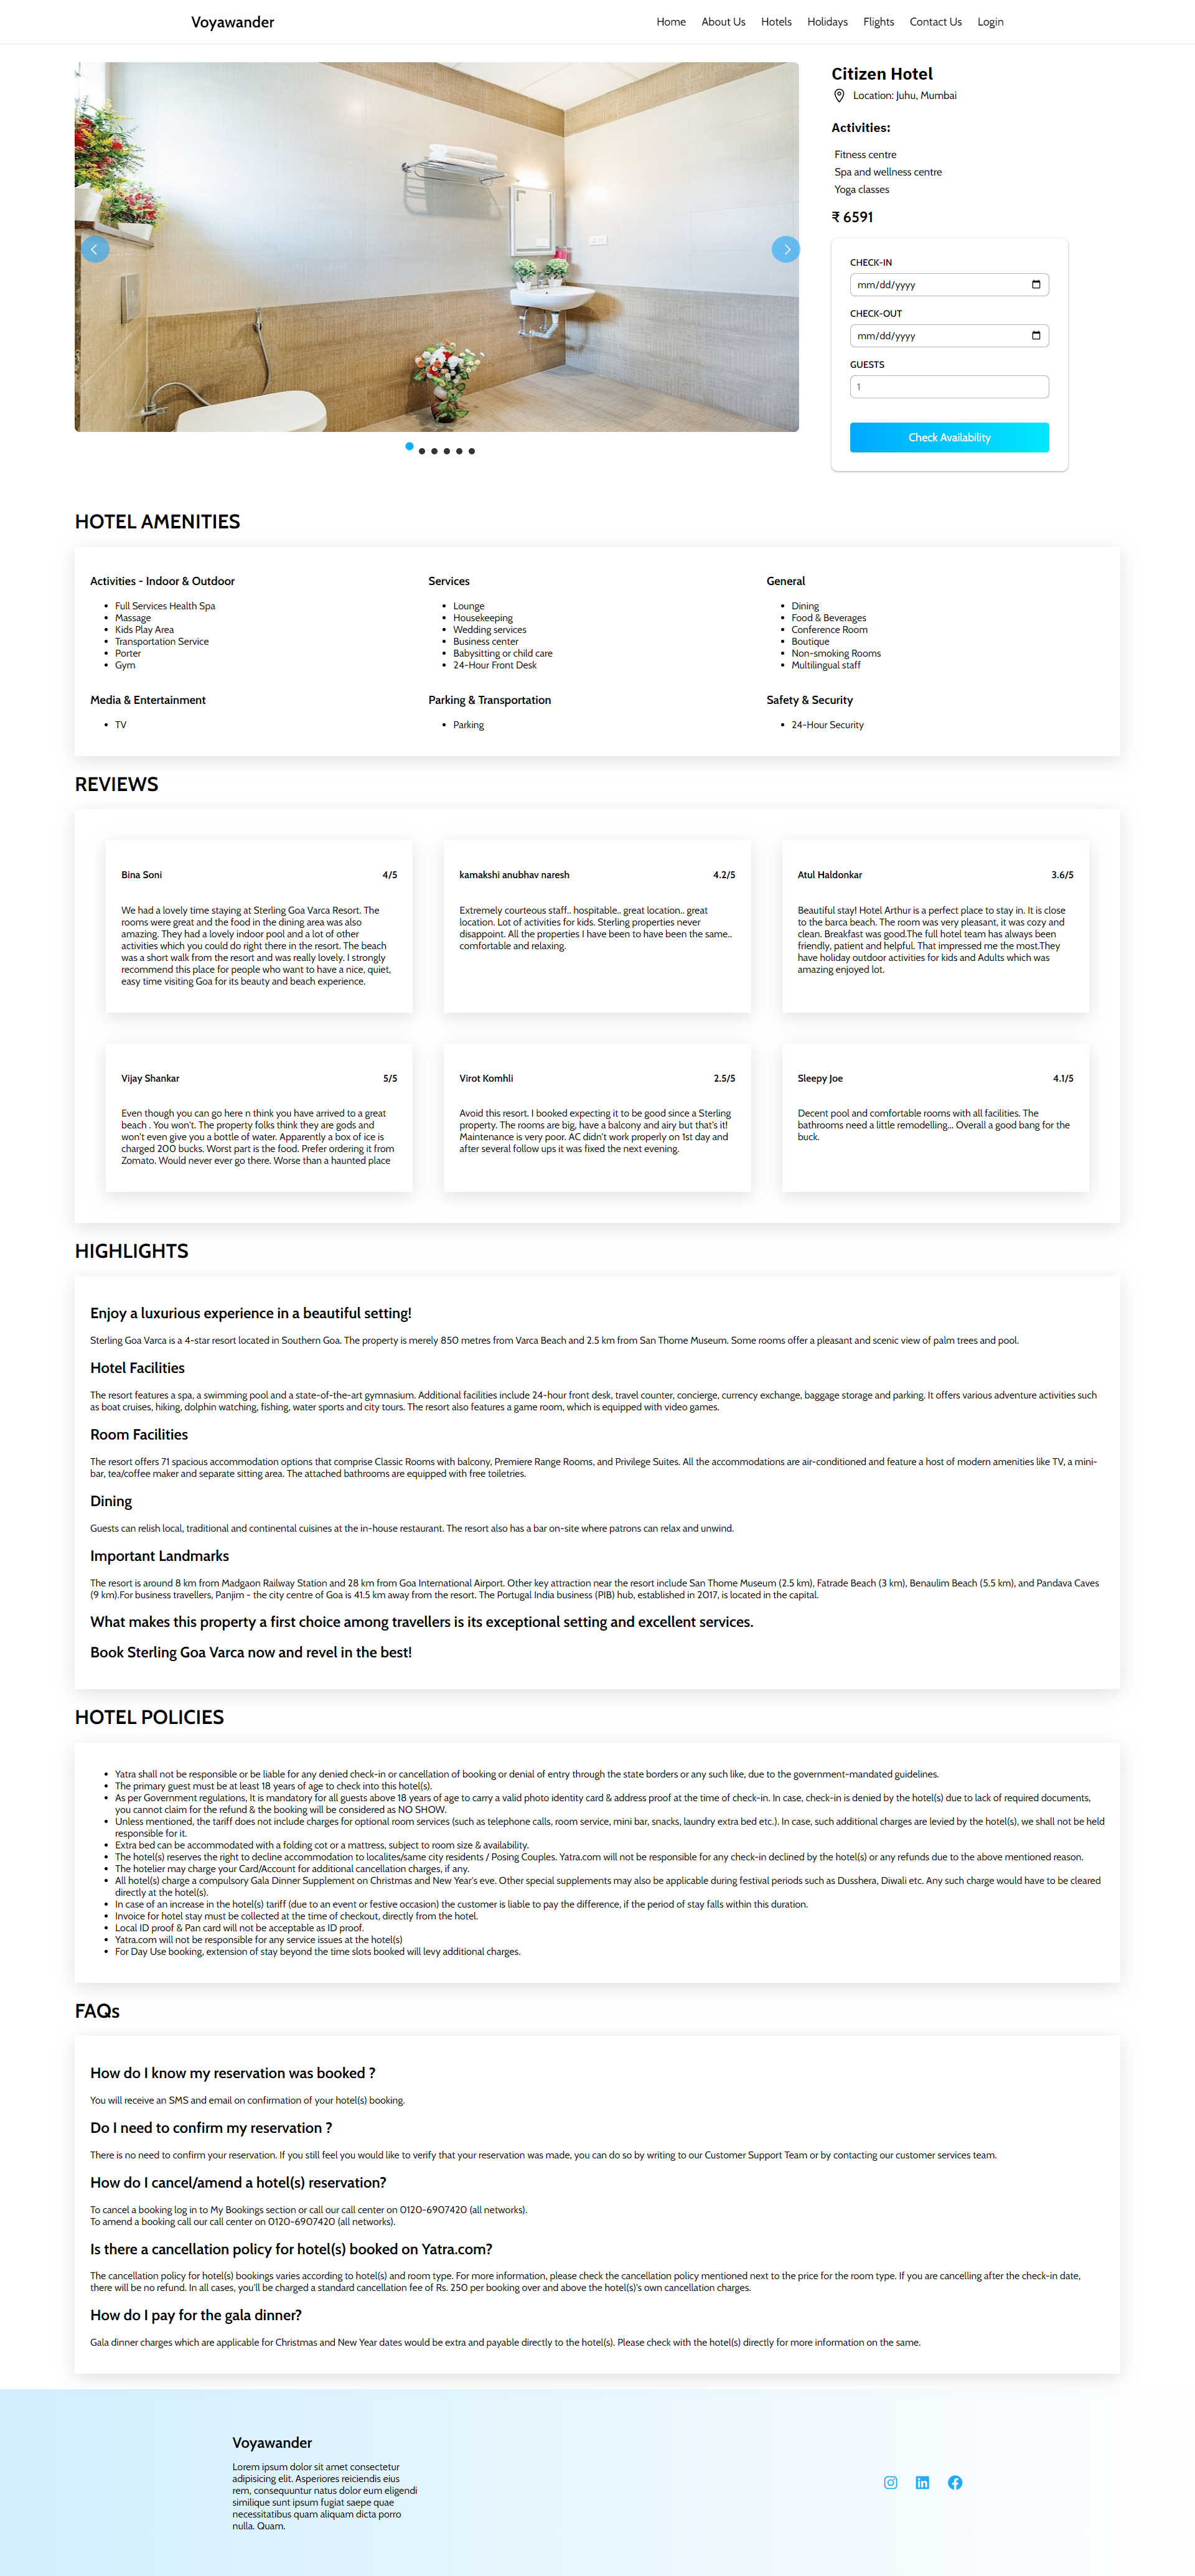 Voyawander
Home About Us Hotels Holidays Flights Contact Us Login
Citizen Hotel
Location: Juhu, Mumbai
Activities:
Fitness centre
Spa and wellness centre
Yoga classes
₹ 6591
CHECK-IN
mm/dd/yyyy
CHECK-OUT
mm/dd/yyyy
GUESTS
1
Check Availability
HOTEL AMENITIES
Activities - Indoor & Outdoor
Full Services Health Spa
Massage
Kids Play Area
Transportation Service
Porter
Gym
Services
Lounge
Housekeeping
Wedding services
Business center
Babysitting or child care
24-Hour Front Desk
General
Dining
Food & Beverages
Conference Room
Boutique
Non-smoking Rooms
Multilingual staff
Media & Entertainment
TV
Parking & Transportation
Parking
Safety & Security
24-Hour Security
REVIEWS
Bina Soni 4/5
We had a lovely time staying at Sterling Goa Varca Resort. The
rooms were great and the food in the dining area was also
amazing. They had a lovely indoor pool and a lot of other
activities which you could do right there in the resort. The beach
was a short walk from the resort and was really lovely. I strongly
recommend this place for people who want to have a nice, quiet,
easy time visiting Goa for its beauty and beach experience.
kamakshi anubhav naresh 4.2/5
Extremely courteous staff.. hospitable.. great location.. great
location. Lot of activities for kids. Sterling properties never
disappoint. All the properties I have been to have been the same..
comfortable and relaxing.
Atul Haldonkar 3.6/5
Beautiful stay! Hotel Arthur is a perfect place to stay in. It is close
to the barca beach. The room was very pleasant, it was cozy and
clean. Breakfast was good.The full hotel team has always been
friendly, patient and helpful. That impressed me the most.They
have holiday outdoor activities for kids and Adults which was
amazing enjoyed lot.
Vijay Shankar 5/5
Even though you can go here n think you have arrived to a great
beach . You won't. The property folks think they are gods and
won't even give you a bottle of water. Apparently a box of ice is
charged 200 bucks. Worst part is the food. Prefer ordering it from
Zomato. Would never ever go there. Worse than a haunted place
Virot Komhli 2.5/5
Avoid this resort. I booked expecting it to be good since a Sterling
property. The rooms are big, have a balcony and airy but that's it!
Maintenance is very poor. AC didn't work properly on 1st day and
after several follow ups it was fixed the next evening.
Sleepy Joe 4.1/5
Decent pool and comfortable rooms with all facilities. The
bathrooms need a little remodelling... Overall a good bang for the
buck.
HIGHLIGHTS
Enjoy a luxurious experience in a beautiful setting!
Sterling Goa Varca is a 4-star resort located in Southern Goa. The property is merely 850 metres from Varca Beach and 2.5 km from San Thome Museum. Some rooms offer a pleasant and scenic view of palm trees and pool.
Hotel Facilities
The resort features a spa, a swimming pool and a state-of-the-art gymnasium. Additional facilities include 24-hour front desk, travel counter, concierge, currency exchange, baggage storage and parking. It offers various adventure activities such
as boat cruises, hiking, dolphin watching, fishing, water sports and city tours. The resort also features a game room, which is equipped with video games.
Room Facilities
The resort offers 71 spacious accommodation options that comprise Classic Rooms with balcony, Premiere Range Rooms, and Privilege Suites. All the accommodations are air-conditioned and feature a host of modern amenities like TV, a mini-
bar, tea/coffee maker and separate sitting area. The attached bathrooms are equipped with free toiletries.
Dining
Guests can relish local, traditional and continental cuisines at the in-house restaurant. The resort also has a bar on-site where patrons can relax and unwind.
Important Landmarks
The resort is around 8 km from Madgaon Railway Station and 28 km from Goa International Airport. Other key attraction near the resort include San Thome Museum (2.5 km), Fatrade Beach (3 km), Benaulim Beach (5.5 km), and Pandava Caves
(9 km).For business travellers, Panjim - the city centre of Goa is 41.5 km away from the resort. The Portugal India business (PIB) hub, established in 2017, is located in the capital.
What makes this property a first choice among travellers is its exceptional setting and excellent services.
Book Sterling Goa Varca now and revel in the best!
HOTEL POLICIES
Yatra shall not be responsible or be liable for any denied check-in or cancellation of booking or denial of entry through the state borders or any such like, due to the government-mandated guidelines.
The primary guest must be at least 18 years of age to check into this hotel(s).
As per Government regulations, It is mandatory for all guests above 18 years of age to carry a valid photo identity card & address proof at the time of check-in. In case, check-in is denied by the hotel(s) due to lack of required documents,
you cannot claim for the refund & the booking will be considered as NO SHOW.
Unless mentioned, the tariff does not include charges for optional room services (such as telephone calls, room service, mini bar, snacks, laundry extra bed etc.). In case, such additional charges are levied by the hotel(s), we shall not be held
responsible for it.
Extra bed can be accommodated with a folding cot or a mattress, subject to room size & availability.
The hotel(s) reserves the right to decline accommodation to localites/same city residents / Posing Couples. Yatra.com will not be responsible for any check-in declined by the hotel(s) or any refunds due to the above mentioned reason.
The hotelier may charge your Card/Account for additional cancellation charges, if any.
All hotel(s) charge a compulsory Gala Dinner Supplement on Christmas and New Year's eve. Other special supplements may also be applicable during festival periods such as Dusshera, Diwali etc. Any such charge would have to be cleared
directly at the hotel(s).
In case of an increase in the hotel(s) tariff (due to an event or festive occasion) the customer is liable to pay the difference, if the period of stay falls within this duration.
Invoice for hotel stay must be collected at the time of checkout, directly from the hotel.
Local ID proof & Pan card will not be acceptable as ID proof.
Yatra.com will not be responsible for any service issues at the hotel(s)
For Day Use booking, extension of stay beyond the time slots booked will levy additional charges.
FAQs
How do I know my reservation was booked ?
You will receive an SMS and email on confirmation of your hotel(s) booking.
Do I need to confirm my reservation ?
There is no need to confirm your reservation. If you still feel you would like to verify that your reservation was made, you can do so by writing to our Customer Support Team or by contacting our customer services team.
How do I cancel/amend a hotel(s) reservation?
To cancel a booking log in to My Bookings section or call our call center on 0120-6907420 (all networks).
To amend a booking call our call center on 0120-6907420 (all networks).
Is there a cancellation policy for hotel(s) booked on Yatra.com?
The cancellation policy for hotel(s) bookings varies according to hotel(s) and room type. For more information, please check the cancellation policy mentioned next to the price for the room type. If you are cancelling after the check-in date,
there will be no refund. In all cases, you'll be charged a standard cancellation fee of Rs. 250 per booking over and above the hotel(s)'s own cancellation charges.
How do I pay for the gala dinner?
Gala dinner charges which are applicable for Christmas and New Year dates would be extra and payable directly to the hotel(s). Please check with the hotel(s) directly for more information on the same.
Voyawander
Lorem ipsum dolor sit amet consectetur
adipisicing elit. Asperiores reiciendis eius
rem, consequuntur natus dolor eum eligendi
similique sunt ipsum fugiat saepe quae
necessitatibus quam aliquam dicta porro
nulla. Quam.